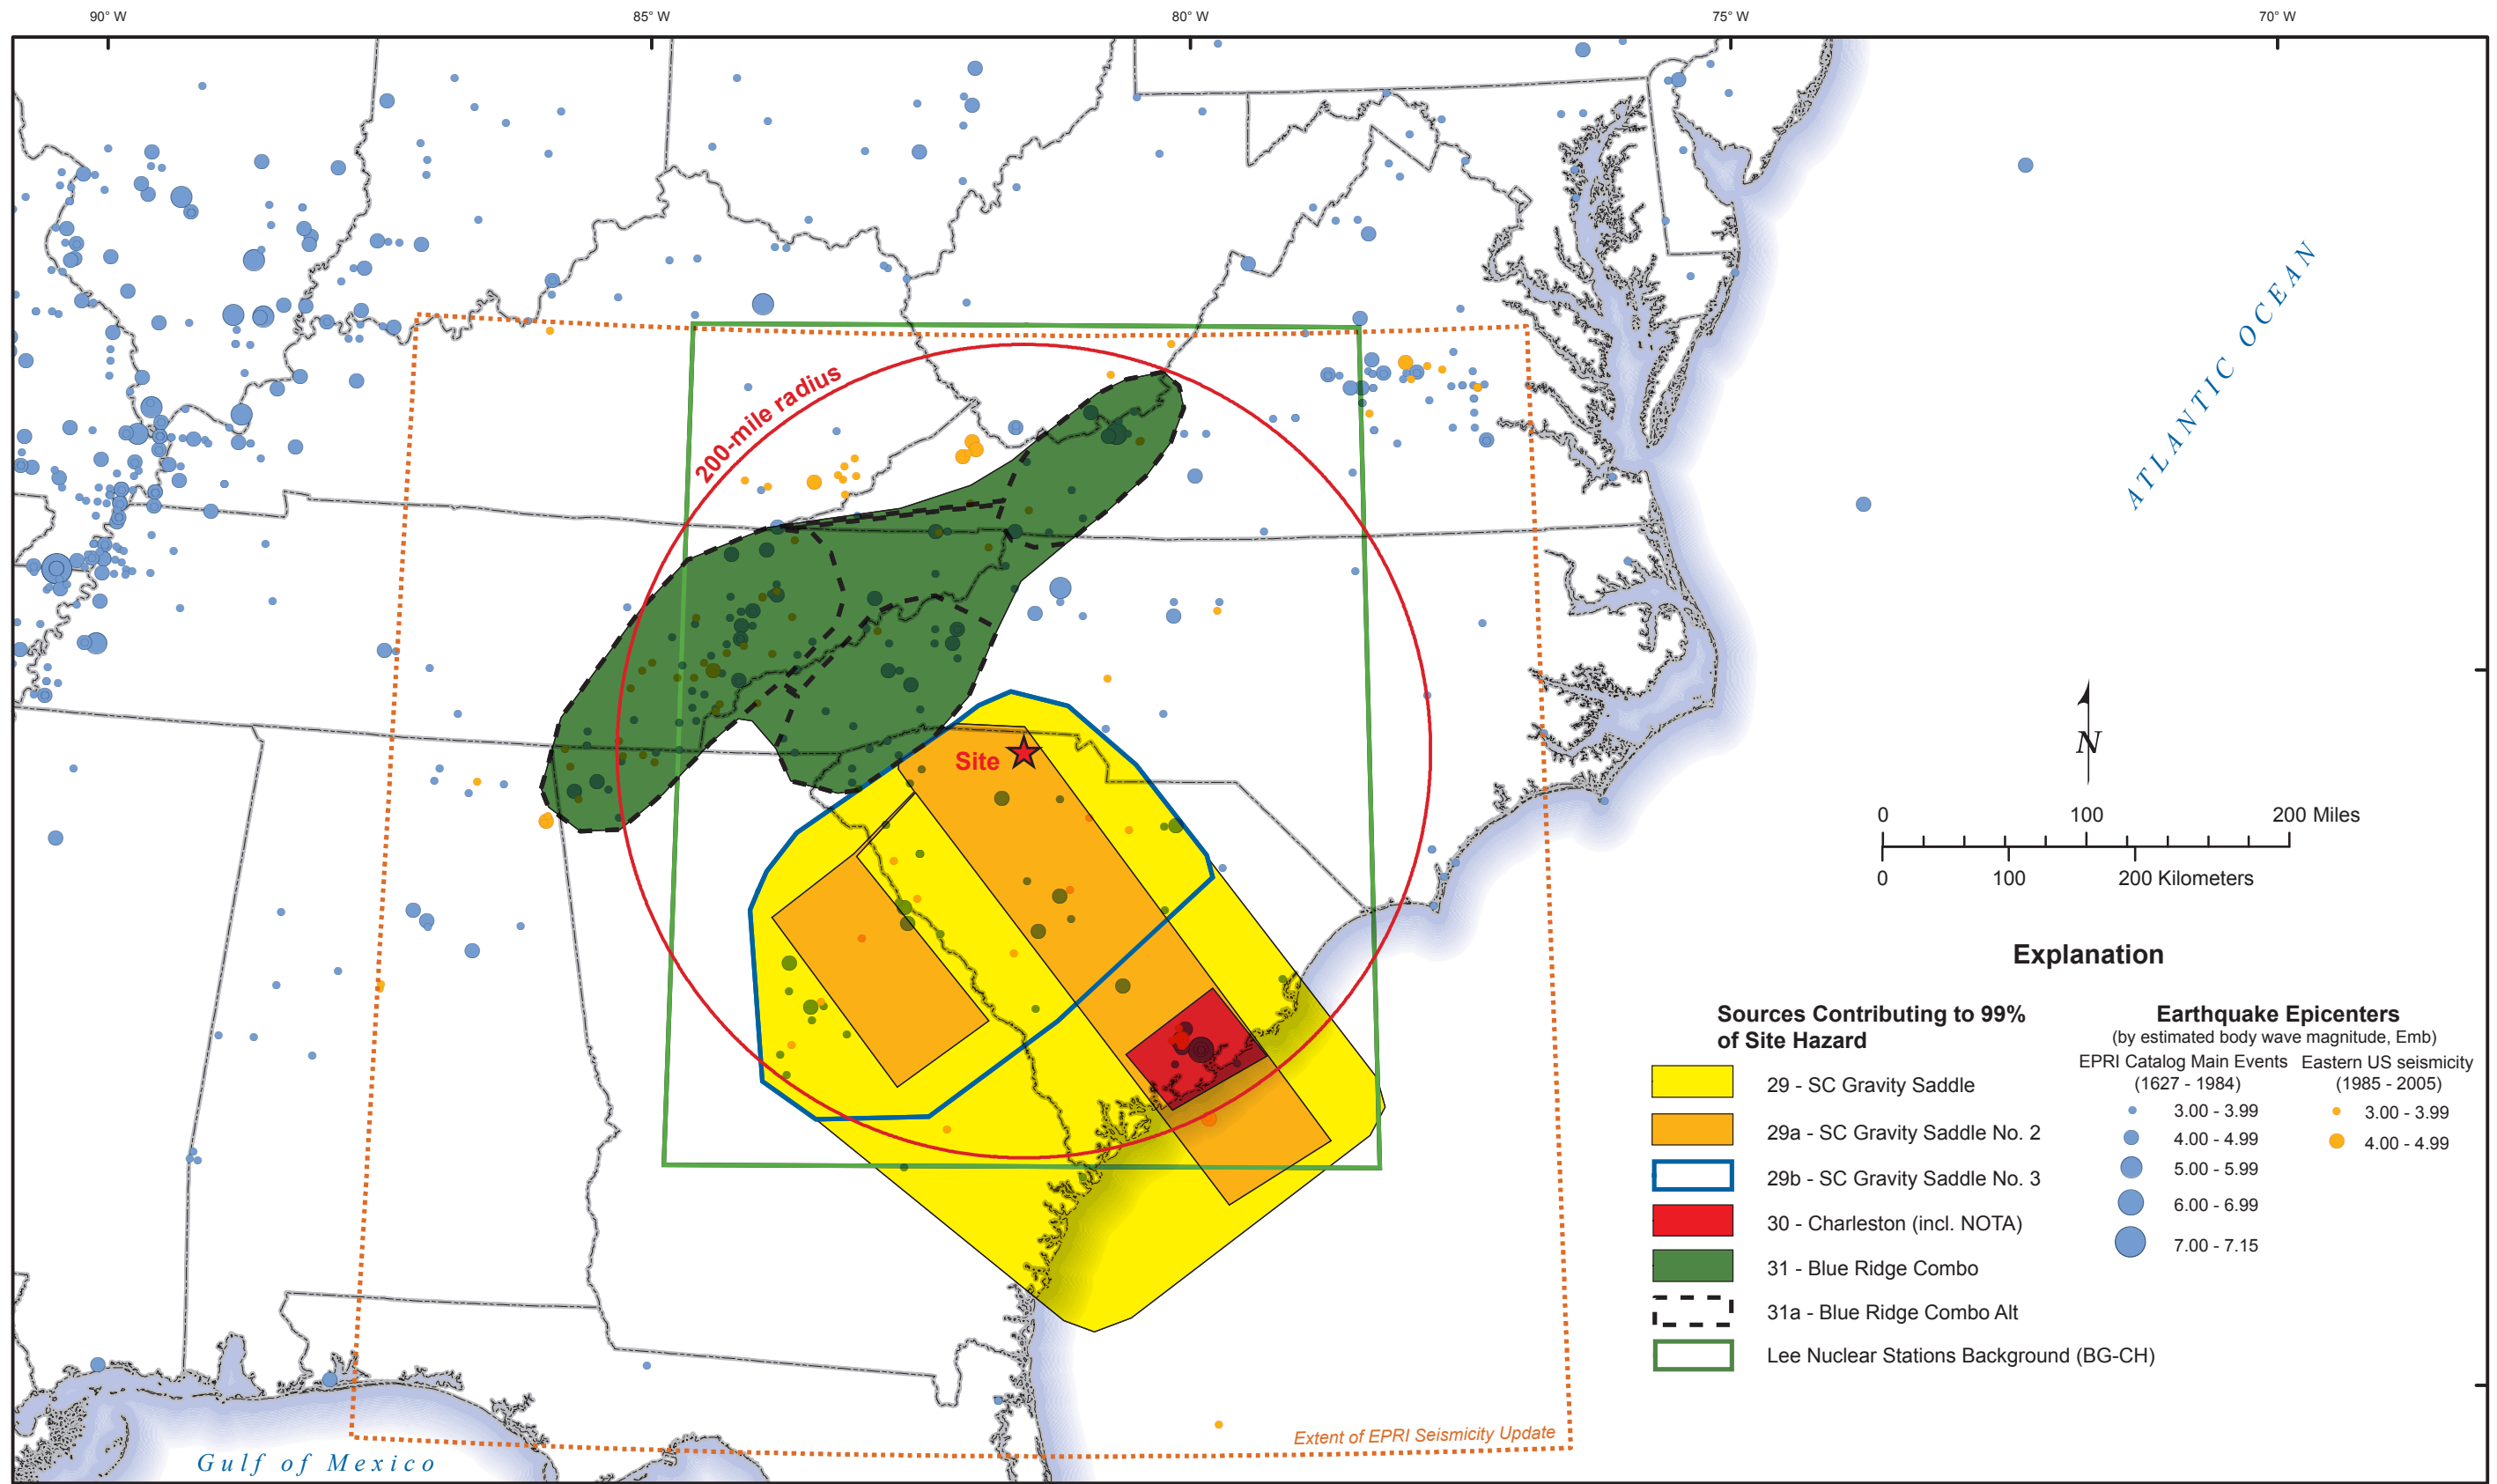 90° W
85° W
80° W
75° W
70° W
200-mile radius
ATLANTIC OCEAN
Site
N
0 100 200 Miles
0 100 200 Kilometers
Explanation
Sources Contributing to 99%
of Site Hazard
29 - SC Gravity Saddle
29a - SC Gravity Saddle No. 2
29b - SC Gravity Saddle No. 3
30 - Charleston (incl. NOTA)
31 - Blue Ridge Combo
31a - Blue Ridge Combo Alt
Lee Nuclear Stations Background (BG-CH)
Earthquake Epicenters
(by estimated body wave magnitude, Emb)
EPRI Catalog Main Events
(1627 - 1984)
3.00 - 3.99
4.00 - 4.99
5.00 - 5.99
6.00 - 6.99
7.00 - 7.15
Eastern US seismicity
(1985 - 2005)
3.00 - 3.99
4.00 - 4.99
Extent of EPRI Seismicity Update
Gulf of Mexico